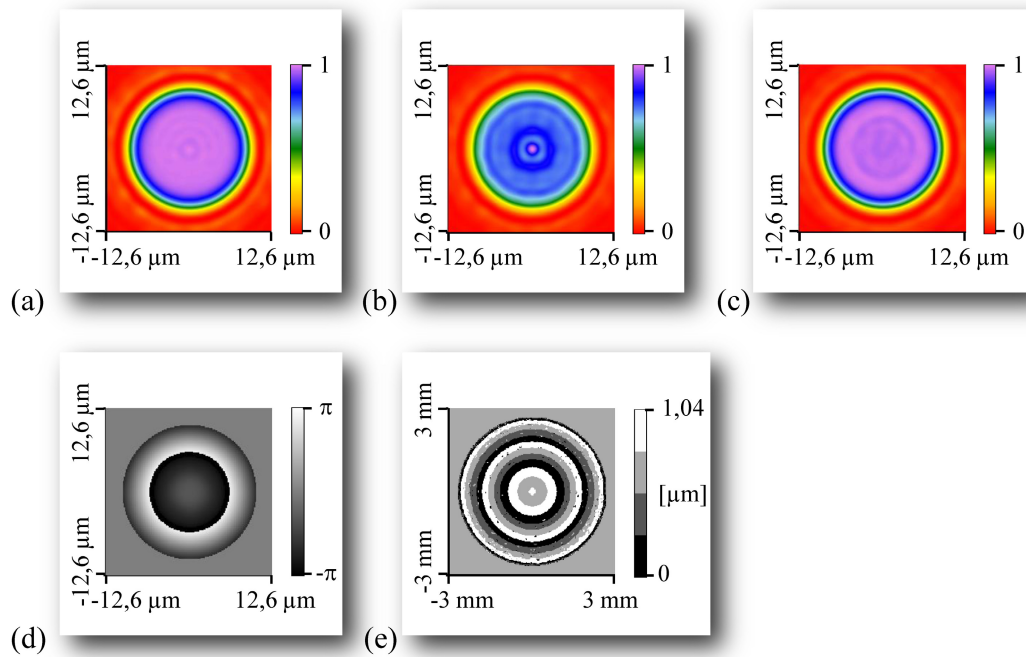 12,6 µm
1
-12,6 µm
0
-12,6 µm 12,6 µm
(a)
12,6 µm
1
-12,6 µm
0
-12,6 µm 12,6 µm
(b)
12,6 µm
1
-12,6 µm
0
-12,6 µm 12,6 µm
(c)
12,6 µm
π
-12,6 µm
-π
-12,6 µm 12,6 µm
(d)
3 mm
1,04
[µm]
-3 mm
0
-3 mm 3 mm
(e)